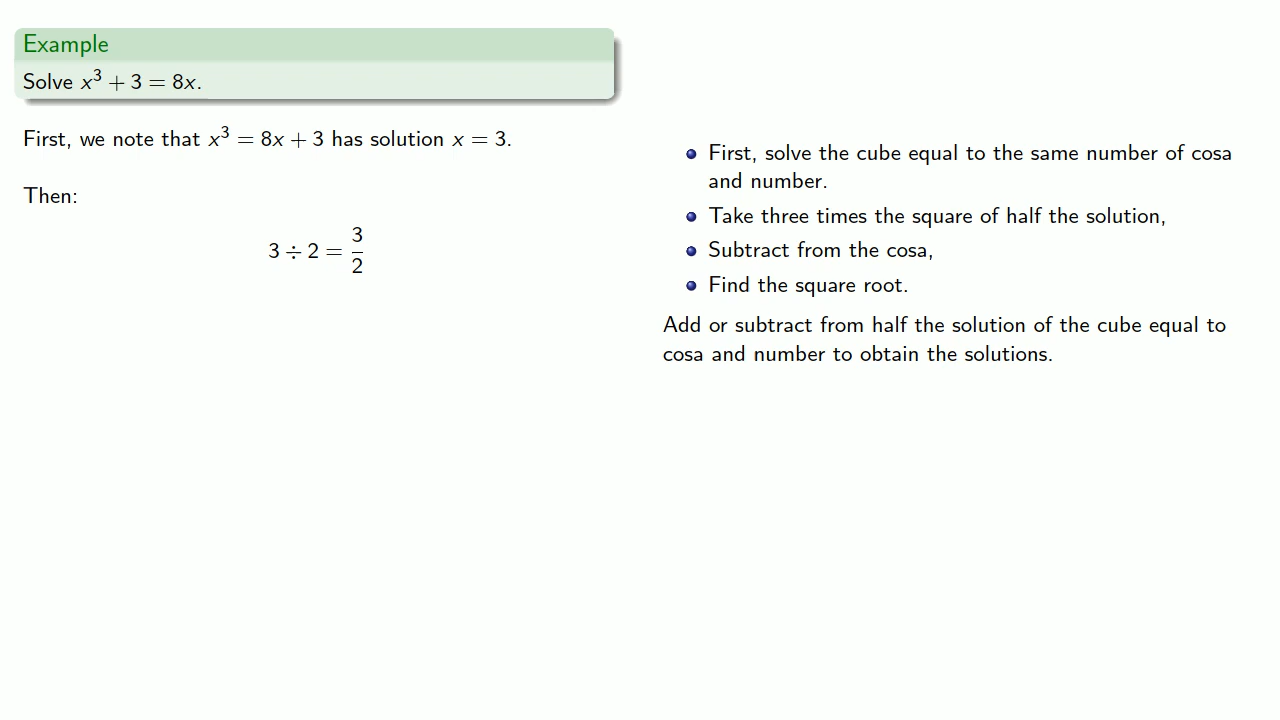 Example
Solve x³ + 3 = 8x.
First, we note that x³ = 8x + 3 has solution x = 3.
Then:
3 ÷ 2 = 3/2
• First, solve the cube equal to the same number of cosa
and number.
• Take three times the square of half the solution,
• Subtract from the cosa,
• Find the square root.
Add or subtract from half the solution of the cube equal to
cosa and number to obtain the solutions.